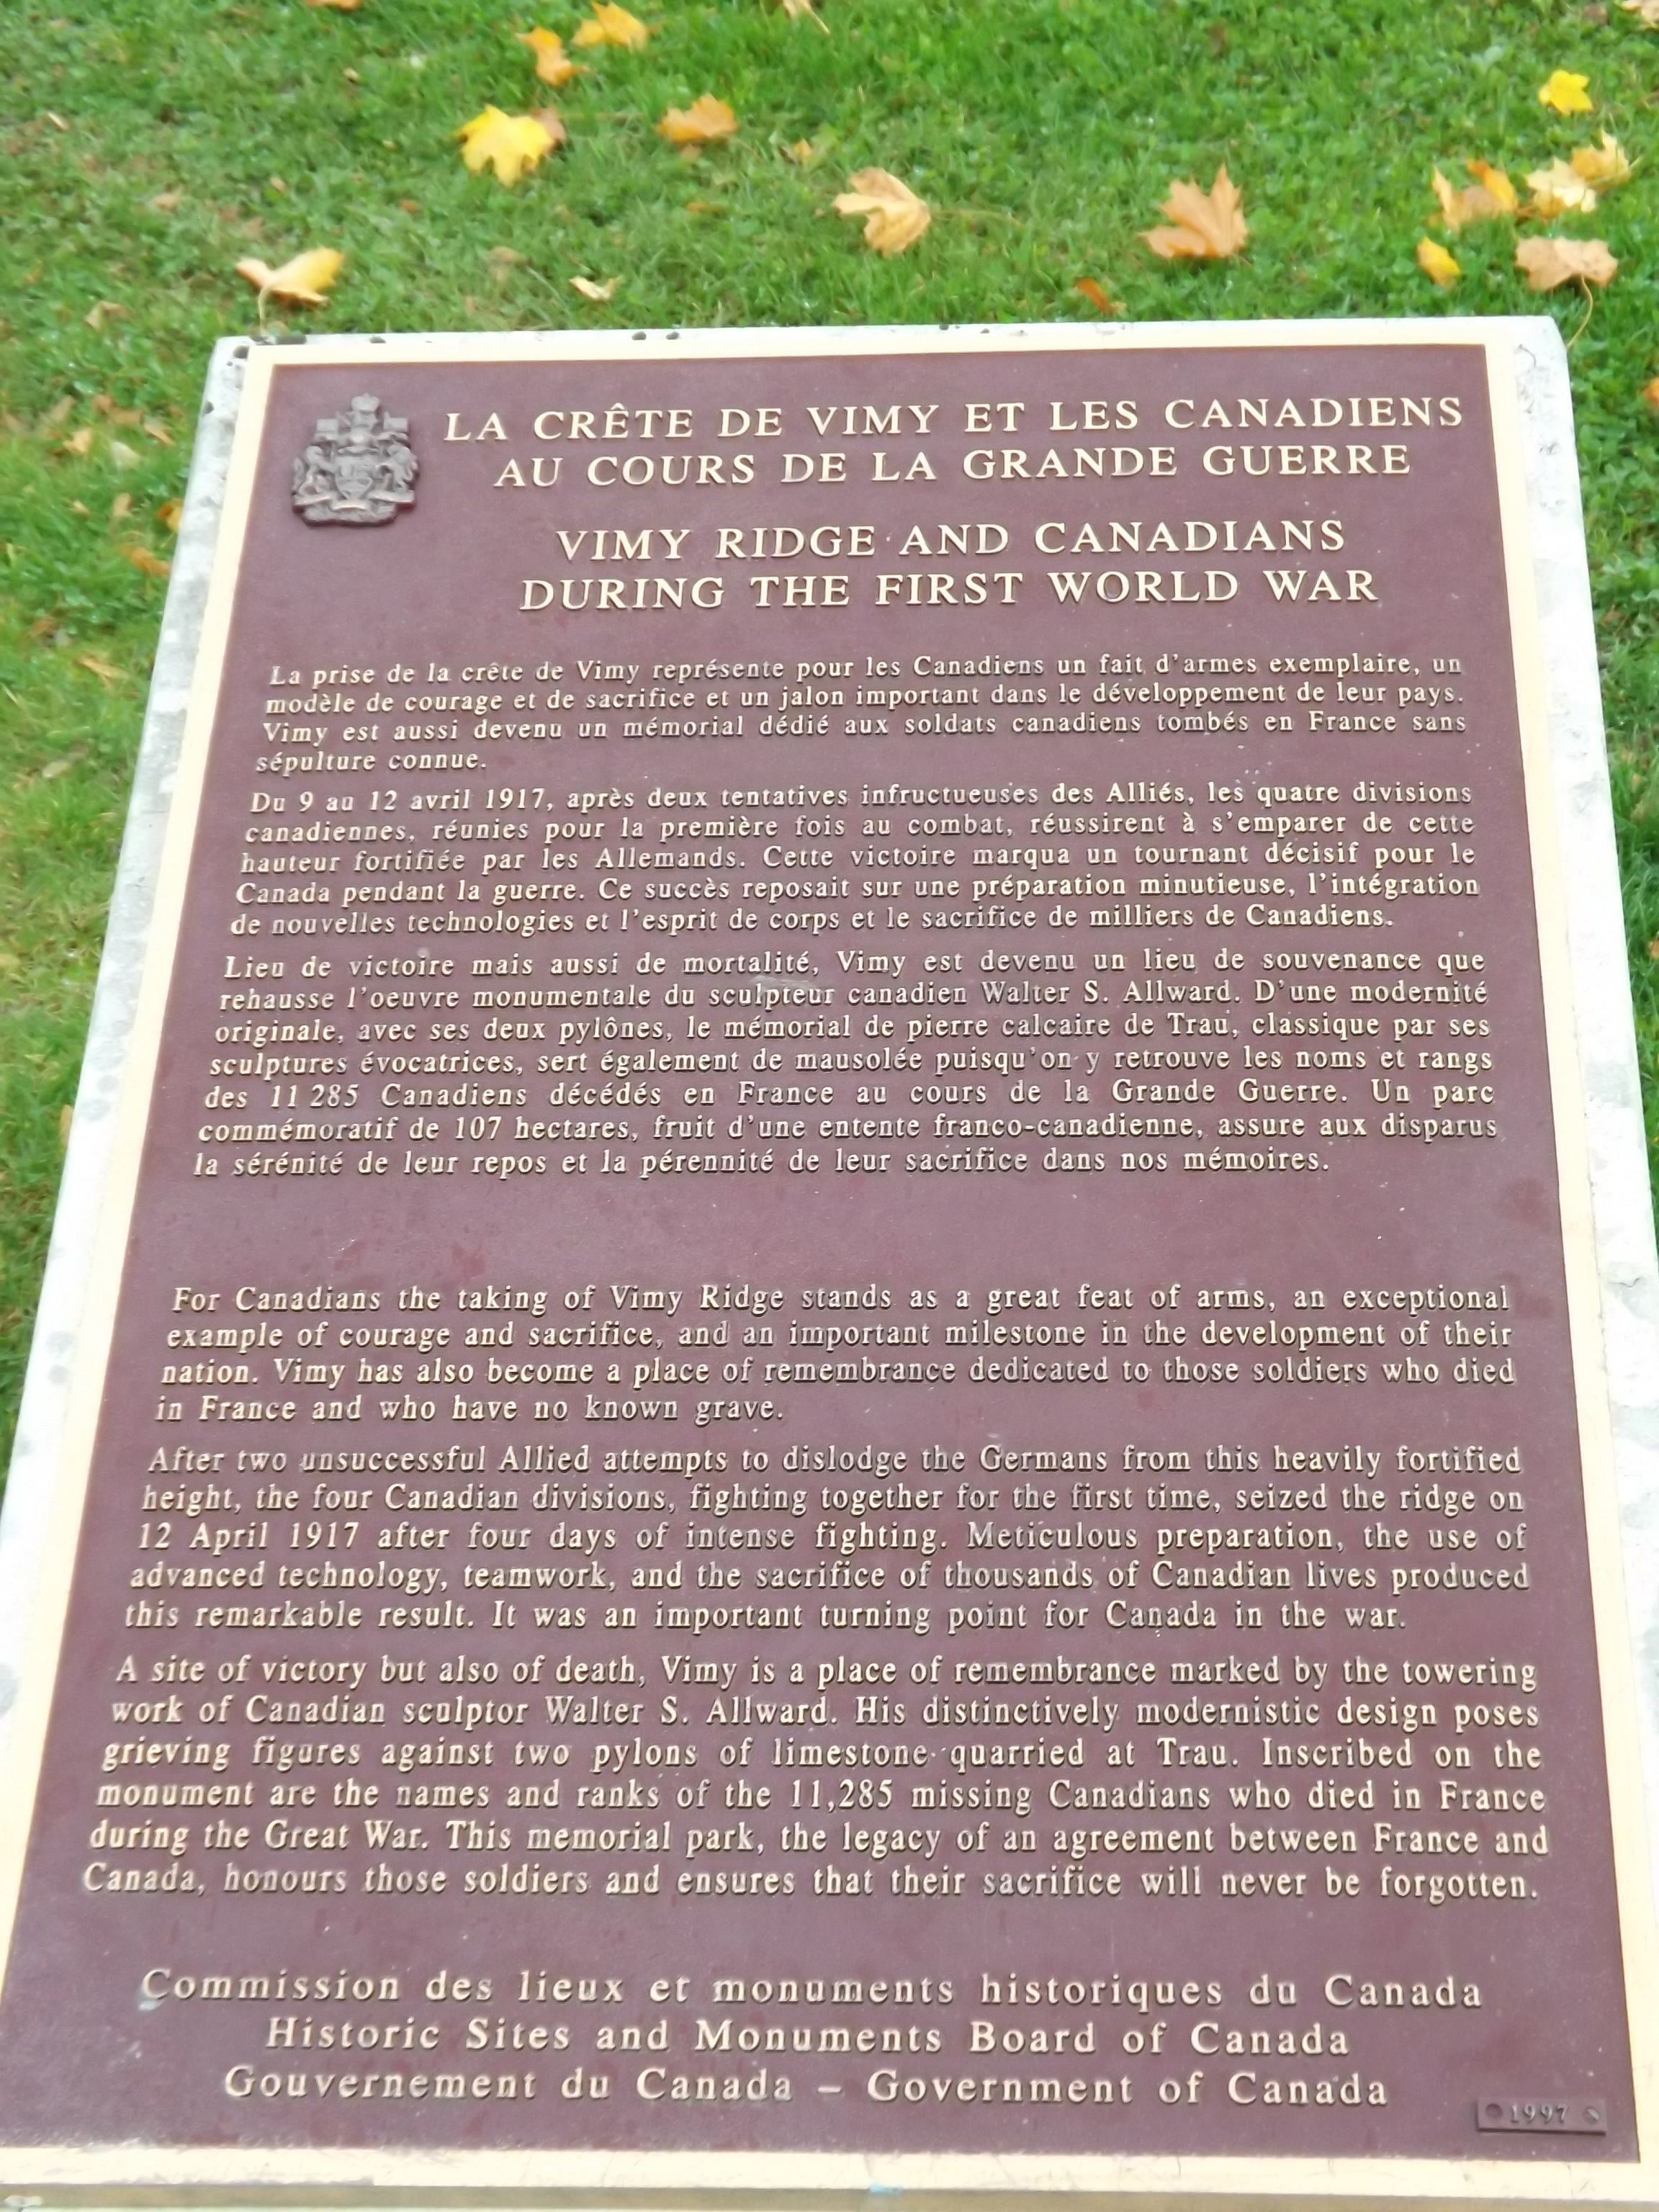 LA CRÊTE DE VIMY ET LES CANADIENS
AU COURS DE LA GRANDE GUERRE
VIMY RIDGE AND CANADIANS
DURING THE FIRST WORLD WAR
La prise de la crête de Vimy représente pour les Canadiens un fait d'armes exemplaire, un
modèle de courage et de sacrifice et un jalon important dans le développement de leur pays.
Vimy est aussi devenu un mémorial dédié aux soldats canadiens tombés en France sans
sépulture connue.
Du 9 au 12 avril 1917, après deux tentatives infructueuses des Alliés, les quatre divisions
canadiennes, réunies pour la première fois au combat, réussirent à s'emparer de cette
hauteur fortifiée par les Allemands. Cette victoire marqua un tournant décisif pour le
Canada pendant la guerre. Ce succès reposait sur une préparation minutieuse, l'intégration
de nouvelles technologies et l'esprit de corps et le sacrifice de milliers de Canadiens.
Lieu de victoire mais aussi de mortalité, Vimy est devenu un lieu de souvenance que
rehausse l'oeuvre monumentale du sculpteur canadien Walter S. Allward. D'une modernité
originale, avec ses deux pylônes, le mémorial de pierre calcaire de Trau, classique par ses
sculptures évocatrices, sert également de mausolée puisqu'on y retrouve les noms et rangs
des 11 285 Canadiens décédés en France au cours de la Grande Guerre. Un parc
commémoratif de 107 hectares, fruit d'une entente franco-canadienne, assure aux disparus
la sérénité de leur repos et la pérennité de leur sacrifice dans nos mémoires.
For Canadians the taking of Vimy Ridge stands as a great feat of arms, an exceptional
example of courage and sacrifice, and an important milestone in the development of their
nation. Vimy has also become a place of remembrance dedicated to those soldiers who died
in France and who have no known grave.
After two unsuccessful Allied attempts to dislodge the Germans from this heavily fortified
height, the four Canadian divisions, fighting together for the first time, seized the ridge on
12 April 1917 after four days of intense fighting. Meticulous preparation, the use of
advanced technology, teamwork, and the sacrifice of thousands of Canadian lives produced
this remarkable result. It was an important turning point for Canada in the war.
A site of victory but also of death, Vimy is a place of remembrance marked by the towering
work of Canadian sculptor Walter S. Allward. His distinctively modernistic design poses
grieving figures against two pylons of limestone quarried at Trau. Inscribed on the
monument are the names and ranks of the 11,285 missing Canadians who died in France
during the Great War. This memorial park, the legacy of an agreement between France and
Canada, honours those soldiers and ensures that their sacrifice will never be forgotten.
Commission des lieux et monuments historiques du Canada
Historic Sites and Monuments Board of Canada
Gouvernement du Canada – Government of Canada
1997